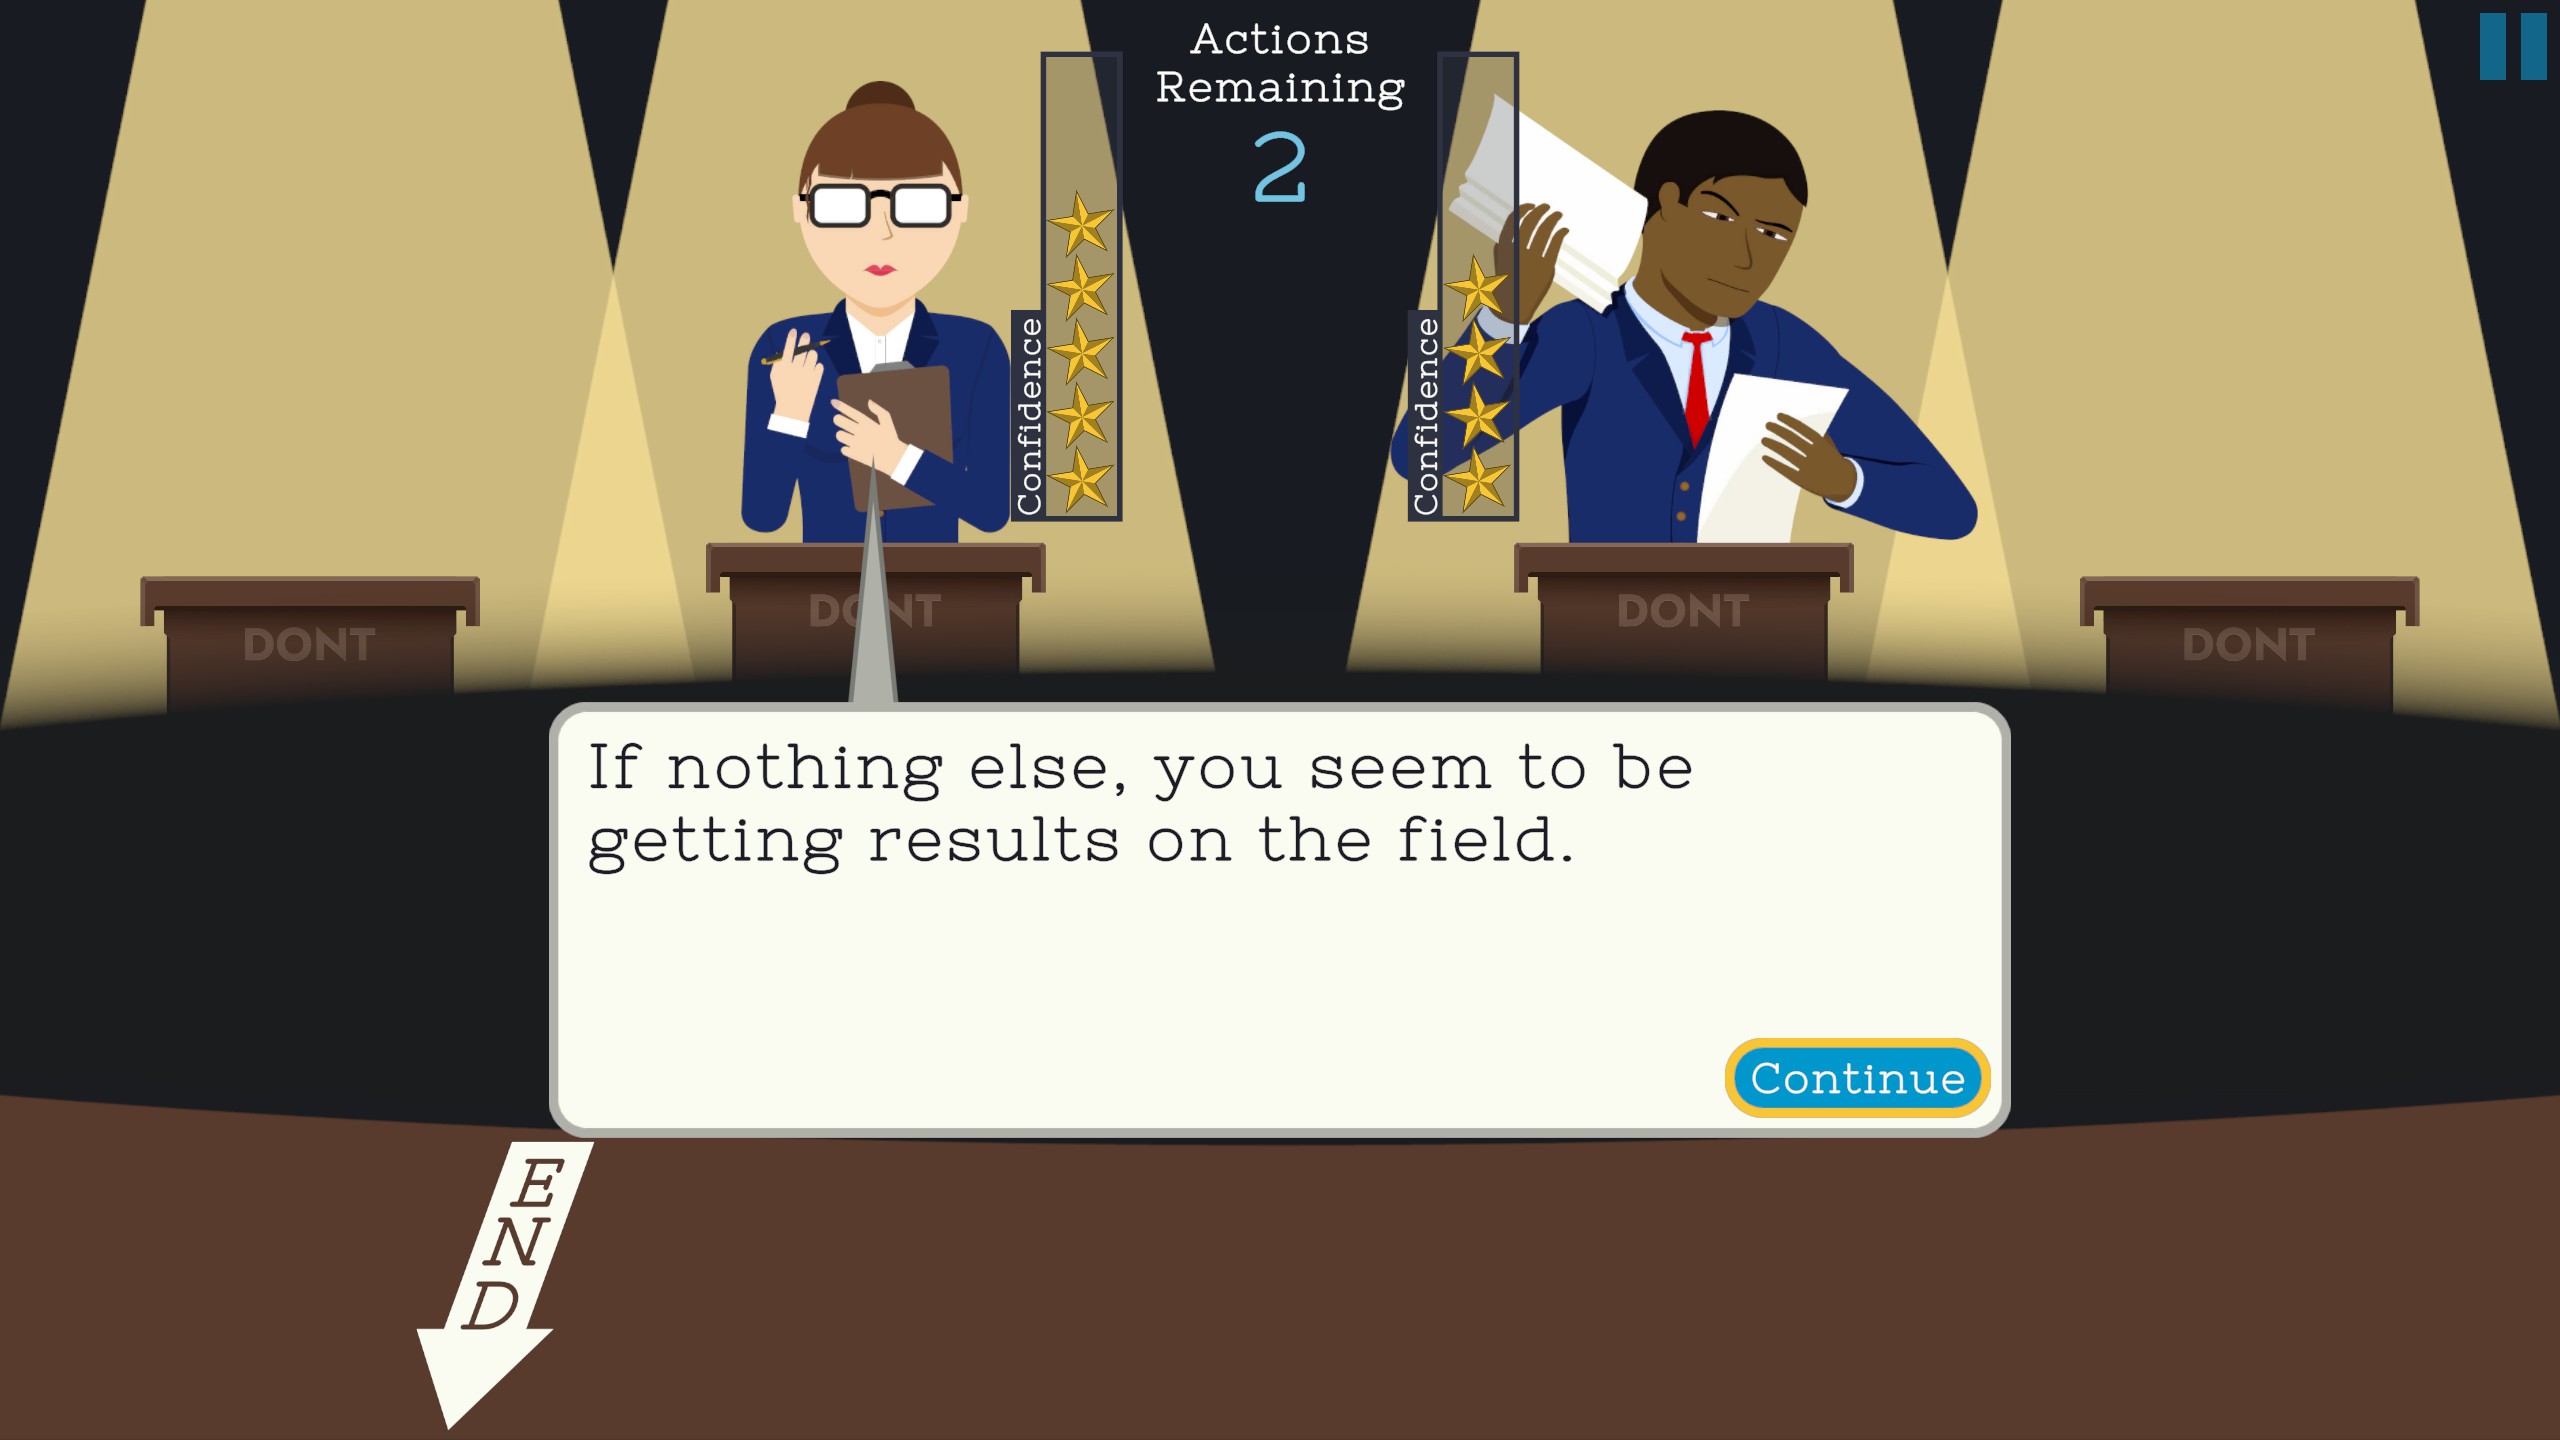 Actions
Remaining
2
Confidence
Confidence
DONT
DONT
DONT
DONT
If nothing else, you seem to be
getting results on the field.
Continue
END